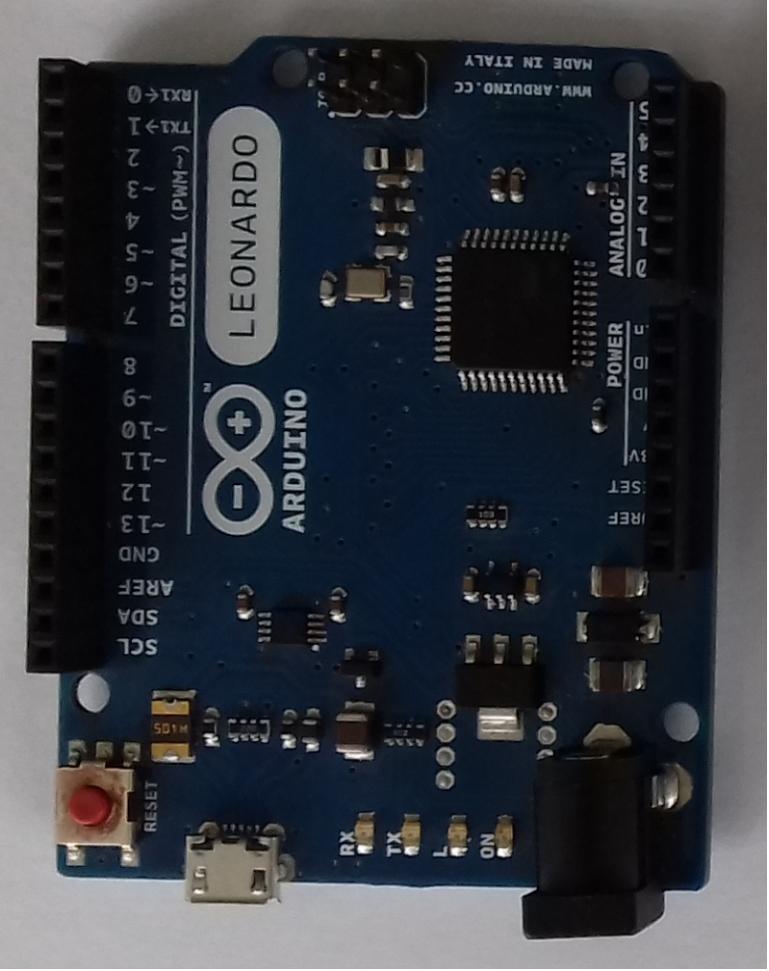 MADE IN ITALY
WWW.ARDUINO.CC
RX1←0
TX1→1
2
~3
4
~5
~6
7
8
~9
~10
~11
12
~13
GND
AREF
SDA
SCL
DIGITAL (PWM~)
LEONARDO
ARDUINO
ANALOG IN
5
4
3
2
1
0
POWER
RESET
RX
TX
L
ON